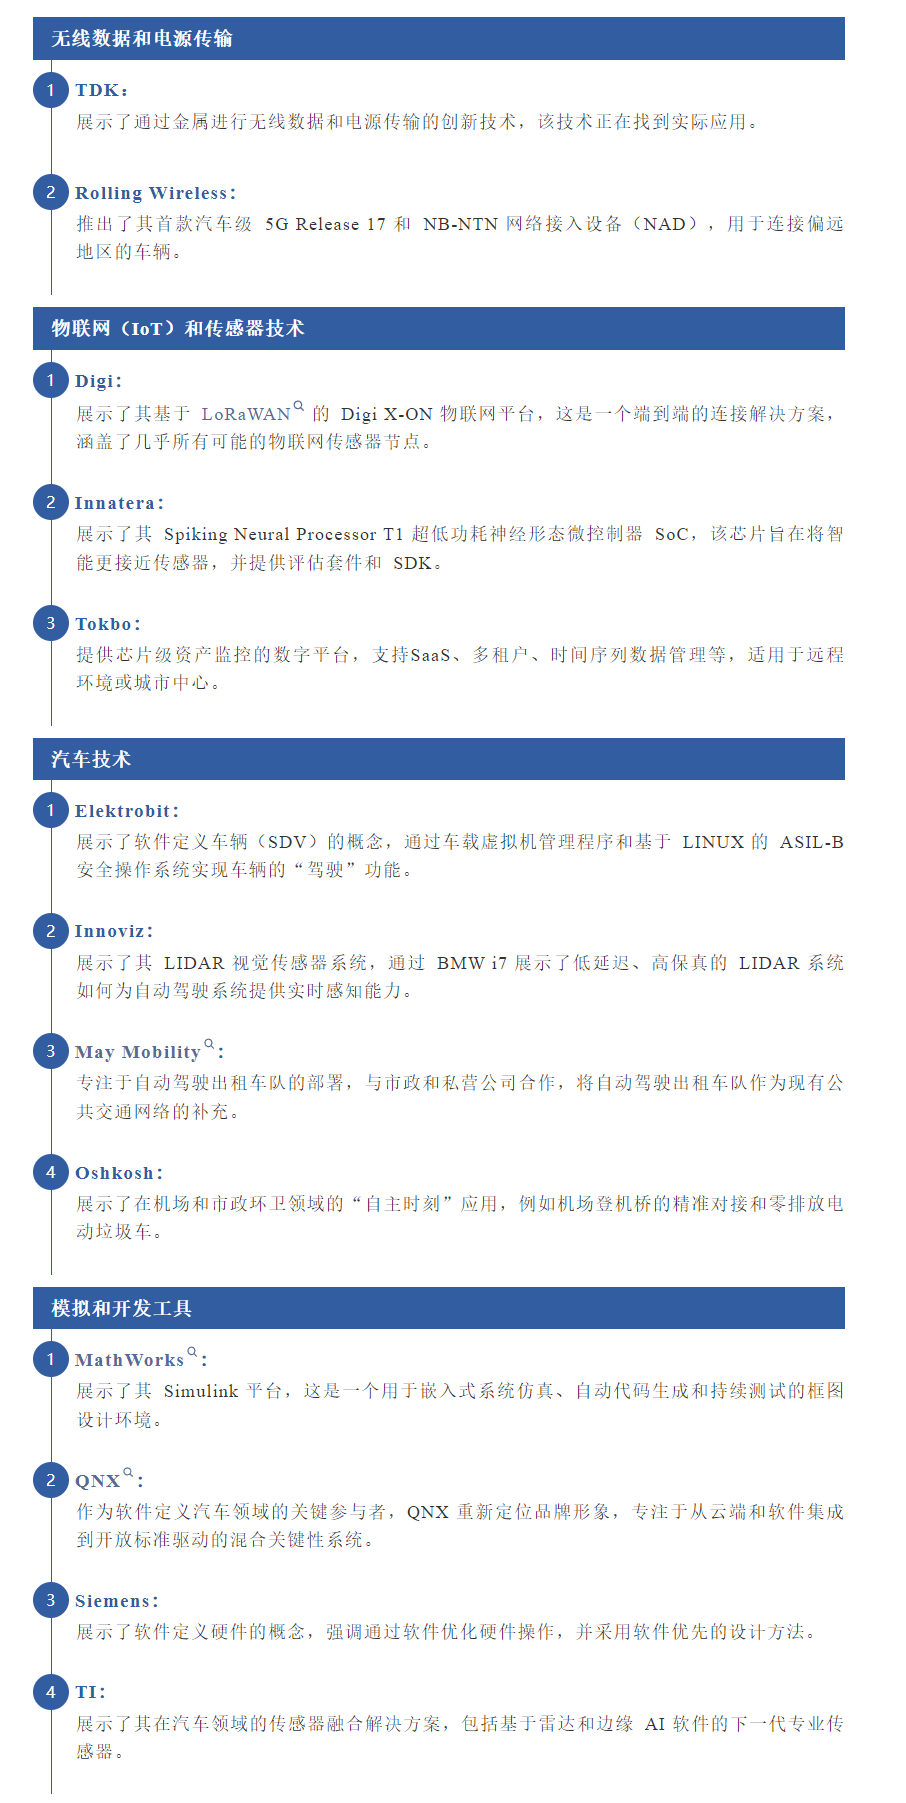 无线数据和电源传输
1 TDK：
展示了通过金属进行无线数据和电源传输的创新技术，该技术正在找到实际应用。
2 Rolling Wireless：
推出了其首款汽车级 5G Release 17 和 NB-NTN 网络接入设备（NAD），用于连接偏远
地区的车辆。
物联网（IoT）和传感器技术
1 Digi：
展示了其基于 LoRaWAN 的 Digi X-ON 物联网平台，这是一个端到端的连接解决方案，
涵盖了几乎所有可能的物联网传感器节点。
2 Innatera：
展示了其 Spiking Neural Processor T1 超低功耗神经形态微控制器 SoC，该芯片旨在将智
能更接近传感器，并提供评估套件和 SDK。
3 Tokbo：
提供芯片级资产监控的数字平台，支持SaaS、多租户、时间序列数据管理等，适用于远程
环境或城市中心。
汽车技术
1 Elektrobit：
展示了软件定义车辆（SDV）的概念，通过车载虚拟机管理程序和基于 LINUX 的 ASIL-B
安全操作系统实现车辆的“驾驶”功能。
2 Innoviz：
展示了其 LIDAR 视觉传感器系统，通过 BMW i7 展示了低延迟、高保真的 LIDAR 系统
如何为自动驾驶系统提供实时感知能力。
3 May Mobility：
专注于自动驾驶出租车队的部署，与市政和私营公司合作，将自动驾驶出租车队作为现有公
共交通网络的补充。
4 Oshkosh：
展示了在机场和市政环卫领域的“自主时刻”应用，例如机场登机桥的精准对接和零排放电
动垃圾车。
模拟和开发工具
1 MathWorks：
展示了其 Simulink 平台，这是一个用于嵌入式系统仿真、自动代码生成和持续测试的框图
设计环境。
2 QNX：
作为软件定义汽车领域的关键参与者，QNX 重新定位品牌形象，专注于从云端和软件集成
到开放标准驱动的混合关键性系统。
3 Siemens：
展示了软件定义硬件的概念，强调通过软件优化硬件操作，并采用软件优先的设计方法。
4 TI：
展示了其在汽车领域的传感器融合解决方案，包括基于雷达和边缘 AI 软件的下一代专业传
感器。